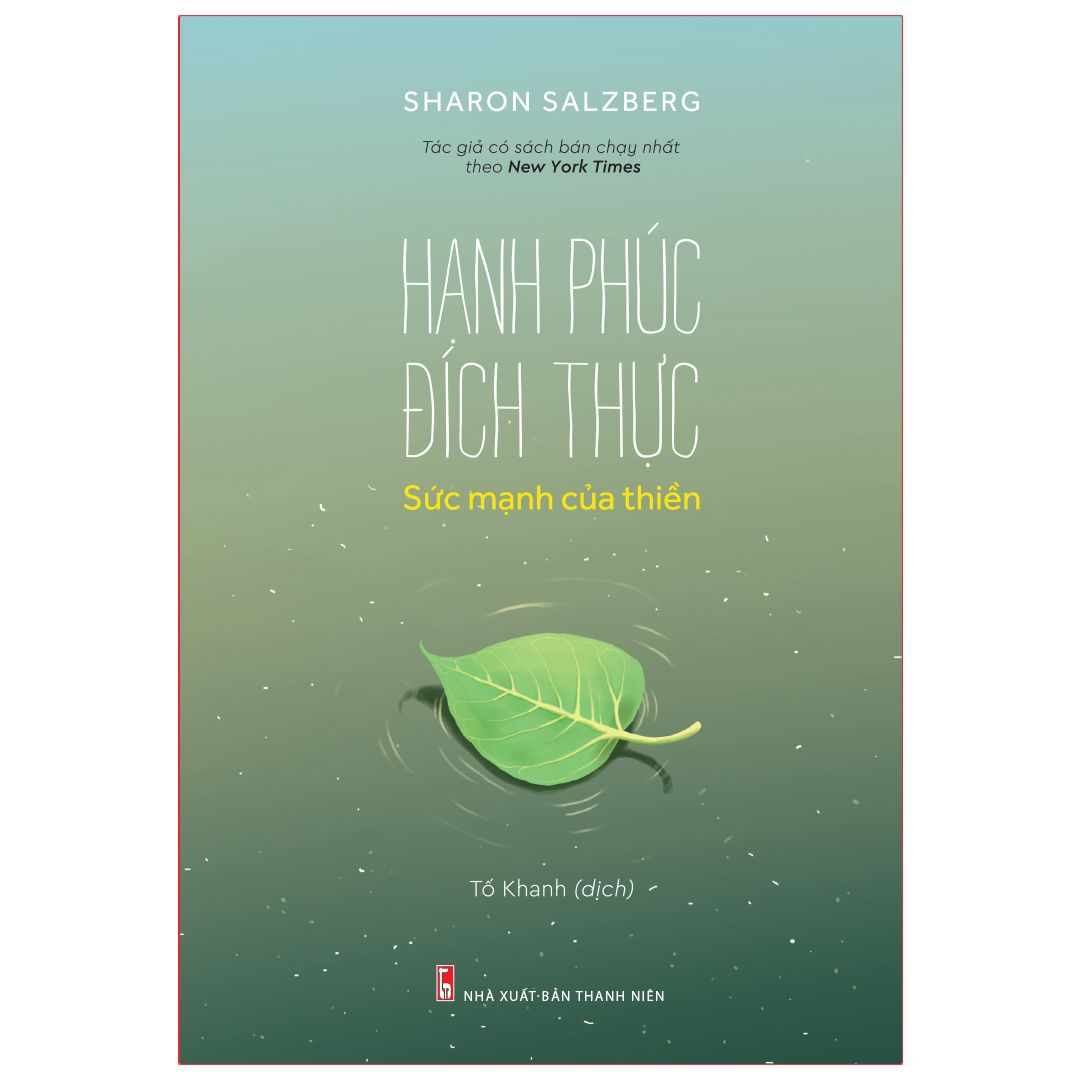 SHARON SALZBERG
Tác giả có sách bán chạy nhất
theo New York Times
HẠNH PHÚC
ĐÍCH THỰC
Sức mạnh của thiền
Tố Khanh (dịch)
NHÀ XUẤT BẢN THANH NIÊN